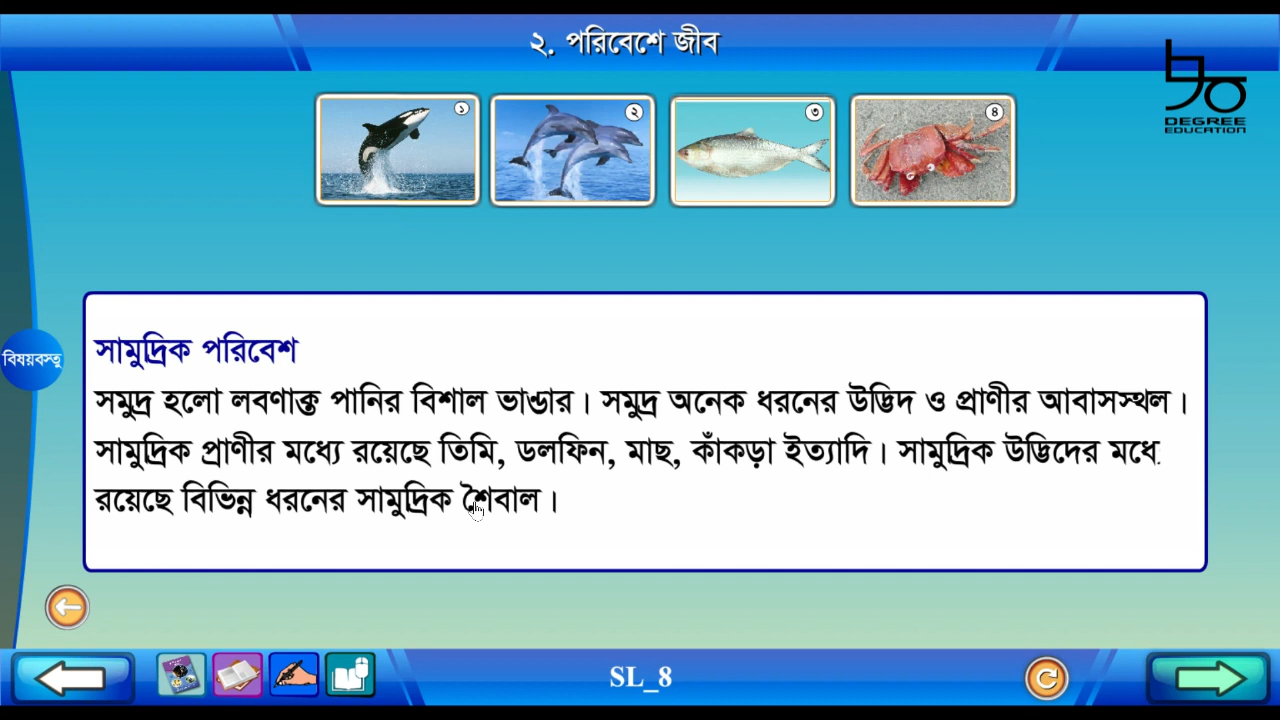 ২. পরিবেশে জীব
DEGREE
EDUCATION
১
২
৩
৪
বিষয়বস্তু
সামুদ্রিক পরিবেশ
সমুদ্র হলো লবণাক্ত পানির বিশাল ভাণ্ডার। সমুদ্র অনেক ধরনের উদ্ভিদ ও প্রাণীর আবাসস্থল।
সামুদ্রিক প্রাণীর মধ্যে রয়েছে তিমি, ডলফিন, মাছ, কাঁকড়া ইত্যাদি। সামুদ্রিক উদ্ভিদের মধে
রয়েছে বিভিন্ন ধরনের সামুদ্রিক শৈবাল।
SL_8